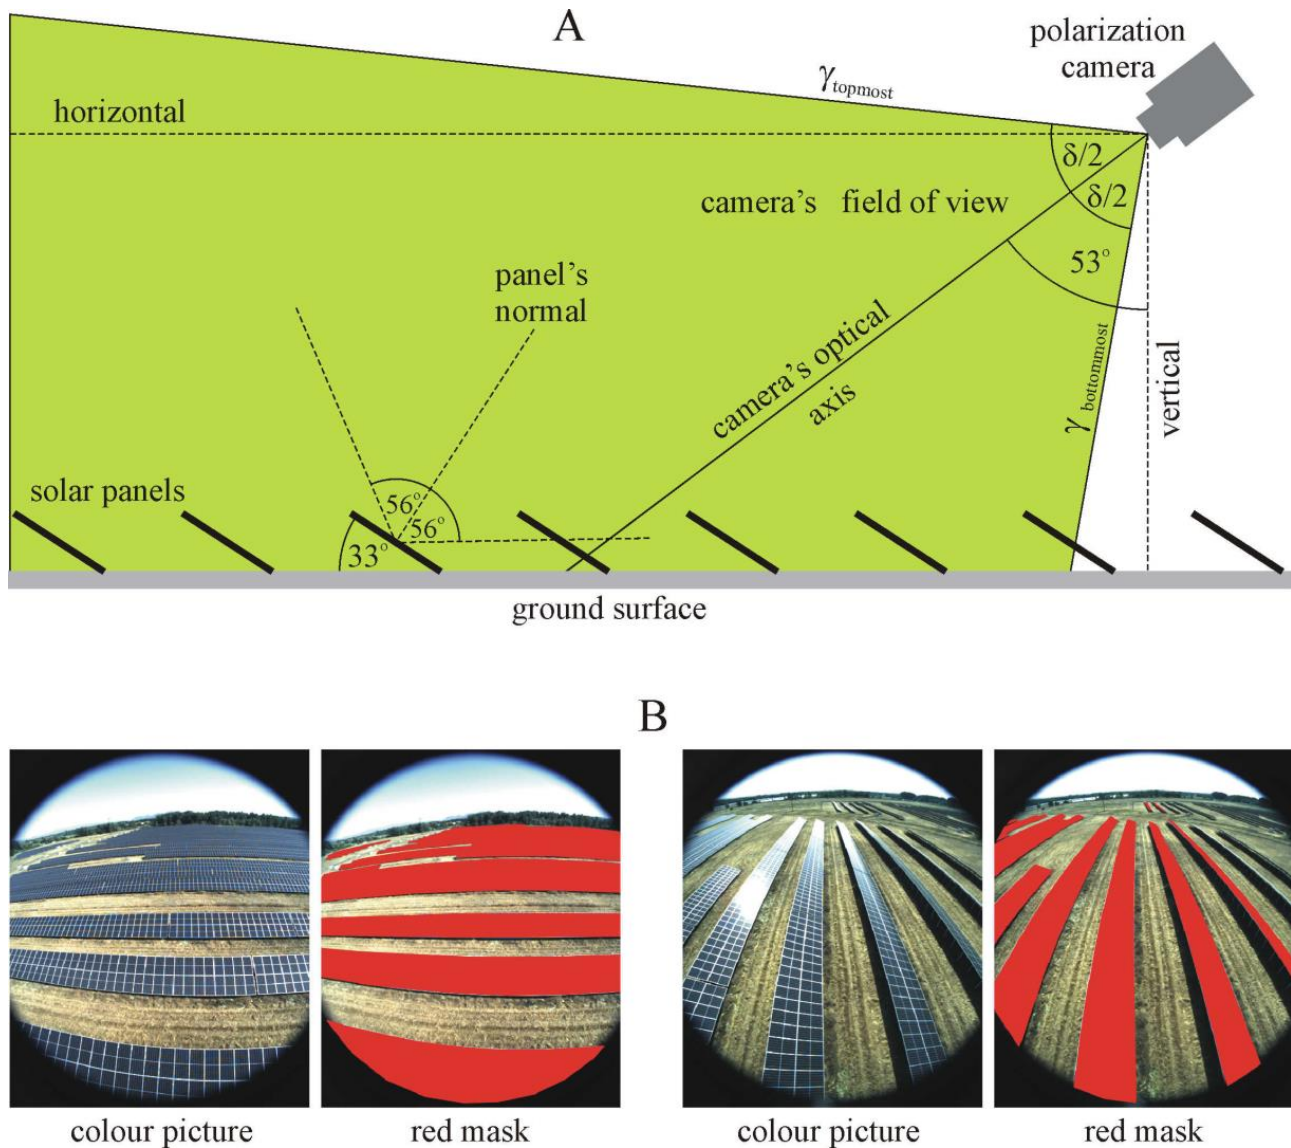 A
polarization
camera
γtopmost
horizontal
δ/2
δ/2
camera's field of view
53°
panel's
normal
camera's optical
axis
γbottommost
vertical
solar panels
56°
56°
33°
ground surface
B
colour picture
red mask
colour picture
red mask